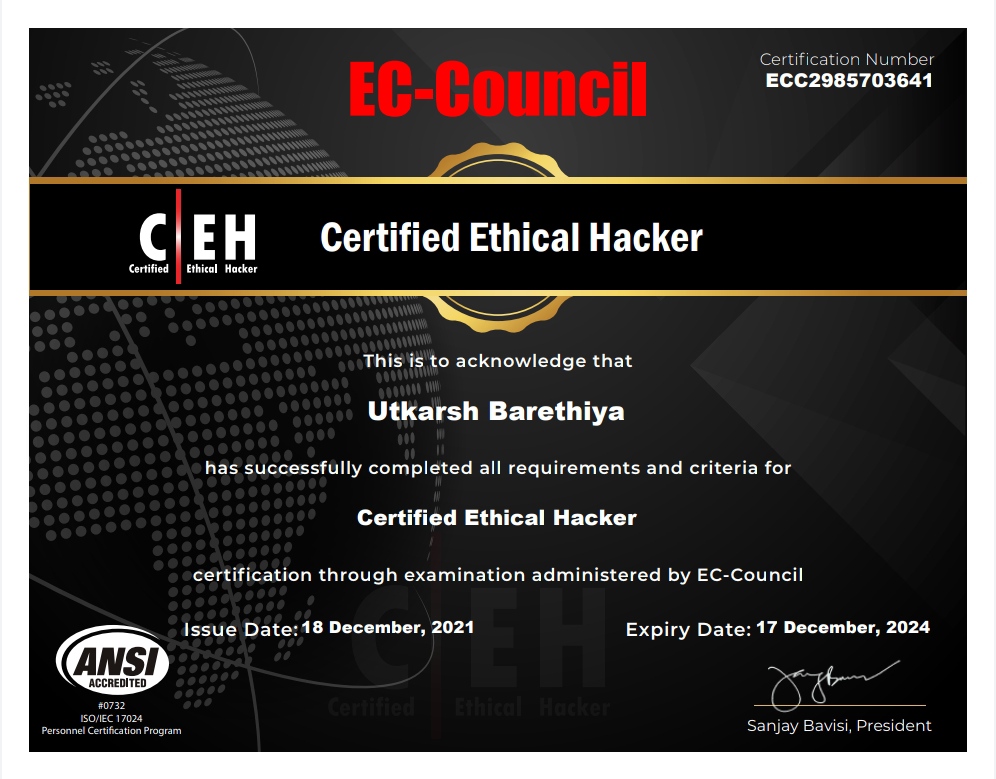 EC-Council
Certification Number
ECC2985703641
C|EH
Certified Ethical Hacker
Certified Ethical Hacker
This is to acknowledge that
Utkarsh Barethiya
has successfully completed all requirements and criteria for
Certified Ethical Hacker
certification through examination administered by EC-Council
Issue Date: 18 December, 2021
Expiry Date: 17 December, 2024
C EH
Certified Ethical Hacker
ANSI
ACCREDITED
#0732
ISO/IEC 17024
Personnel Certification Program
Sanjay Bavisi, President